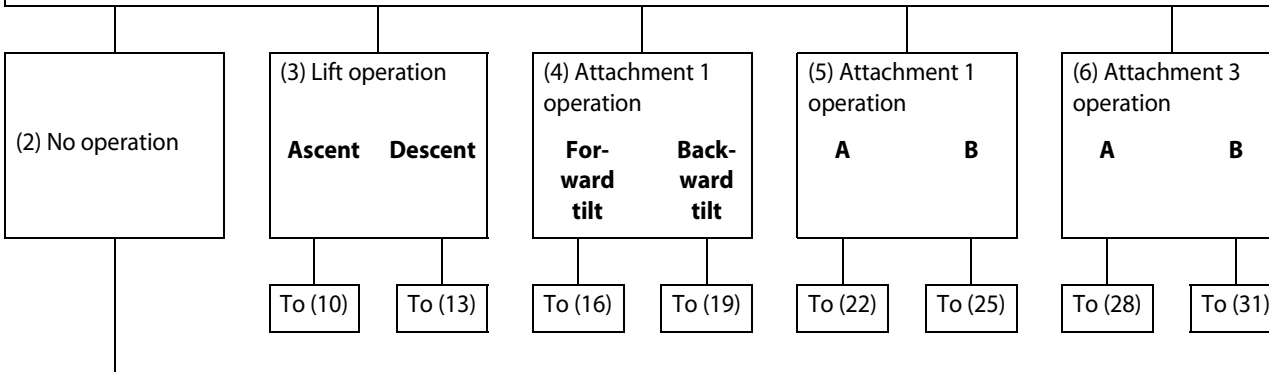 (2) No operation
(3) Lift operation
Ascent Descent
(4) Attachment 1
operation
For-
ward
tilt
Back-
ward
tilt
(5) Attachment 1
operation
A B
(6) Attachment 3
operation
A B
To (10)
To (13)
To (16)
To (19)
To (22)
To (25)
To (28)
To (31)